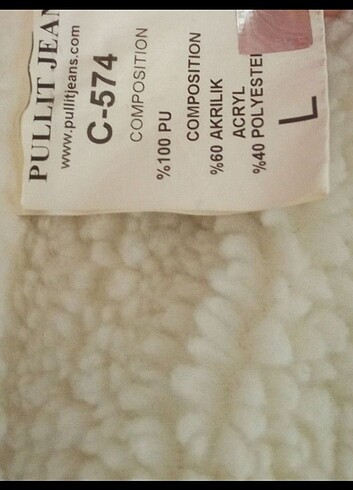 PULLIT JEAN
www.pullitjeans.com
C-574
COMPOSITION
%100 PU
COMPOSITION
%60 AKRILIK
ACRYL
%40 POLYESTE
L